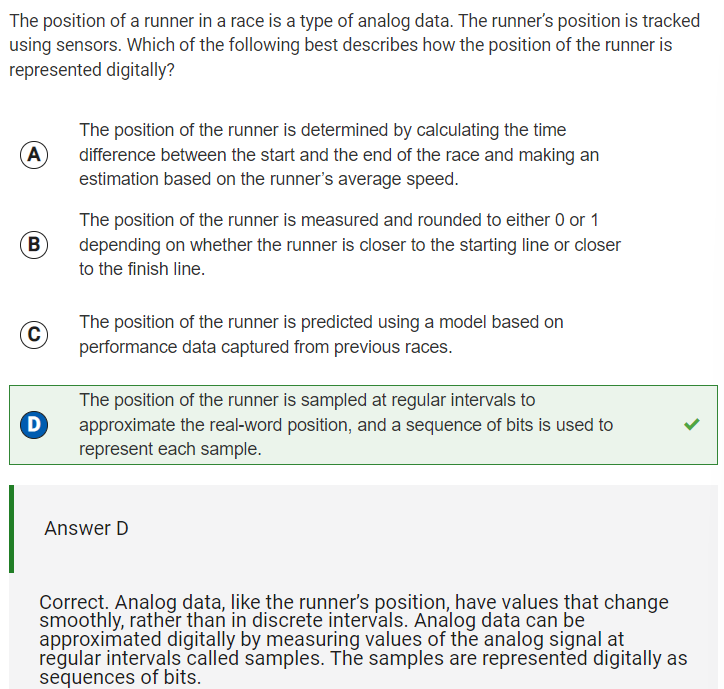 The position of a runner in a race is a type of analog data. The runner’s position is tracked
using sensors. Which of the following best describes how the position of the runner is
represented digitally?
The position of the runner is determined by calculating the time
A difference between the start and the end of the race and making an
estimation based on the runner’s average speed.
The position of the runner is measured and rounded to either 0 or 1
B depending on whether the runner is closer to the starting line or closer
to the finish line.
The position of the runner is predicted using a model based on
C performance data captured from previous races.
The position of the runner is sampled at regular intervals to
D approximate the real-word position, and a sequence of bits is used to
represent each sample.
Answer D
Correct. Analog data, like the runner’s position, have values that change
smoothly, rather than in discrete intervals. Analog data can be
approximated digitally by measuring values of the analog signal at
regular intervals called samples. The samples are represented digitally as
sequences of bits.